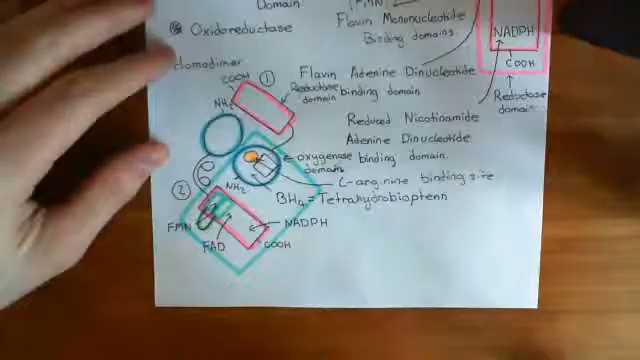 Domain
(FMN)
Oxidoreductase
Flavin Mononucleotide
Binding domains.
NADPH
COOH
Homodimer
COOH
1
Flavin Adenine Dinucleotide
binding domain
Reductase
domain
Reductase
domain
NH2
Reduced Nicotinamide
Adenine Dinucleotide
binding domain.
oxygenase
domain
L-arginine binding site
NH2
2
BH4 = Tetrahydrobiopterin
FMN
NADPH
FAD
COOH